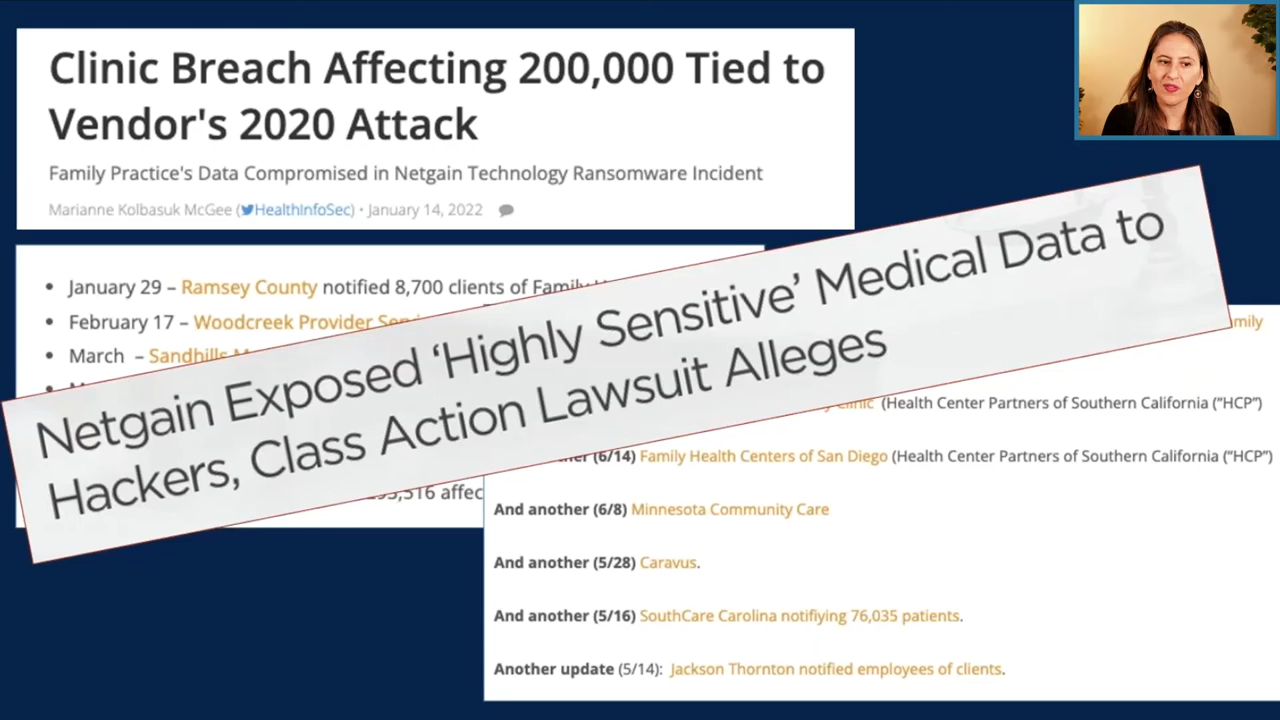 Clinic Breach Affecting 200,000 Tied to
Vendor's 2020 Attack
Family Practice's Data Compromised in Netgain Technology Ransomware Incident
Marianne Kolbasuk McGee (HealthInfoSec) • January 14, 2022
• January 29 – Ramsey County notified 8,700 clients of Family
• February 17 – Woodcreek Provider
• March – Sandhills
Netgain Exposed ‘Highly Sensitive’ Medical Data to
Hackers, Class Action Lawsuit Alleges
Clinic (Health Center Partners of Southern California ("HCP")
(6/14) Family Health Centers of San Diego (Health Center Partners of Southern California ("HCP")
And another (6/8) Minnesota Community Care
And another (5/28) Caravus.
And another (5/16) SouthCare Carolina notifiying 76,035 patients.
Another update (5/14): Jackson Thornton notified employees of clients.